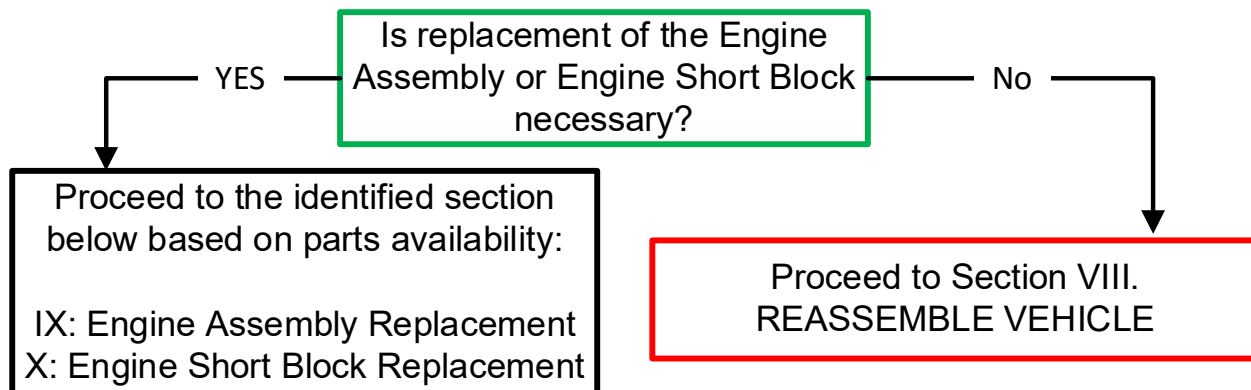 Is replacement of the Engine
Assembly or Engine Short Block
necessary?
YES
No
Proceed to the identified section
below based on parts availability:
IX: Engine Assembly Replacement
X: Engine Short Block Replacement
Proceed to Section VIII.
REASSEMBLE VEHICLE